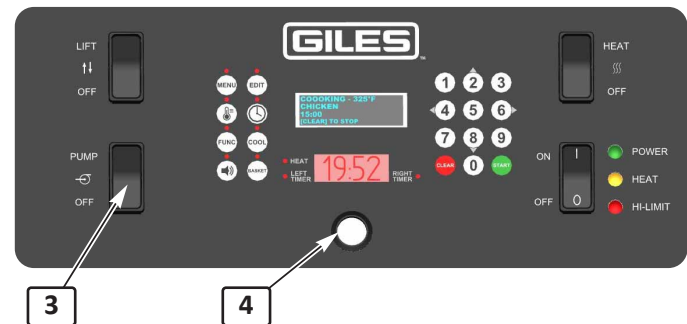 GILES
LIFT
OFF
PUMP
OFF
MENU
EDIT
FUNC
COOL
BASKET
COOOKING - 325°F
CHICKEN
15:00
[CLEAR] TO STOP
HEAT
LEFT
TIMER
19:52
RIGHT
TIMER
1 2 3
4 5 6
7 8 9
CLEAR 0 START
HEAT
OFF
ON I
OFF O
POWER
HEAT
HI-LIMIT
3
4